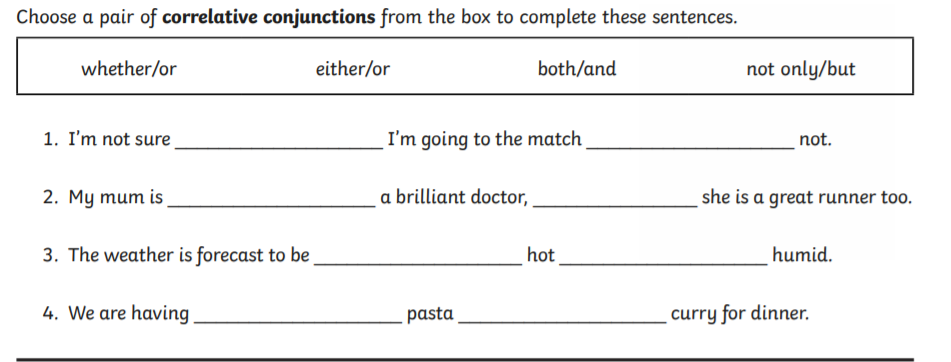 Choose a pair of correlative conjunctions from the box to complete these sentences.
whether/or either/or both/and not only/but
1. I'm not sure ____________________ I'm going to the match ____________________ not.
2. My mum is ____________________ a brilliant doctor, ________________ she is a great runner too.
3. The weather is forecast to be ____________________ hot ____________________ humid.
4. We are having ____________________ pasta ____________________ curry for dinner.